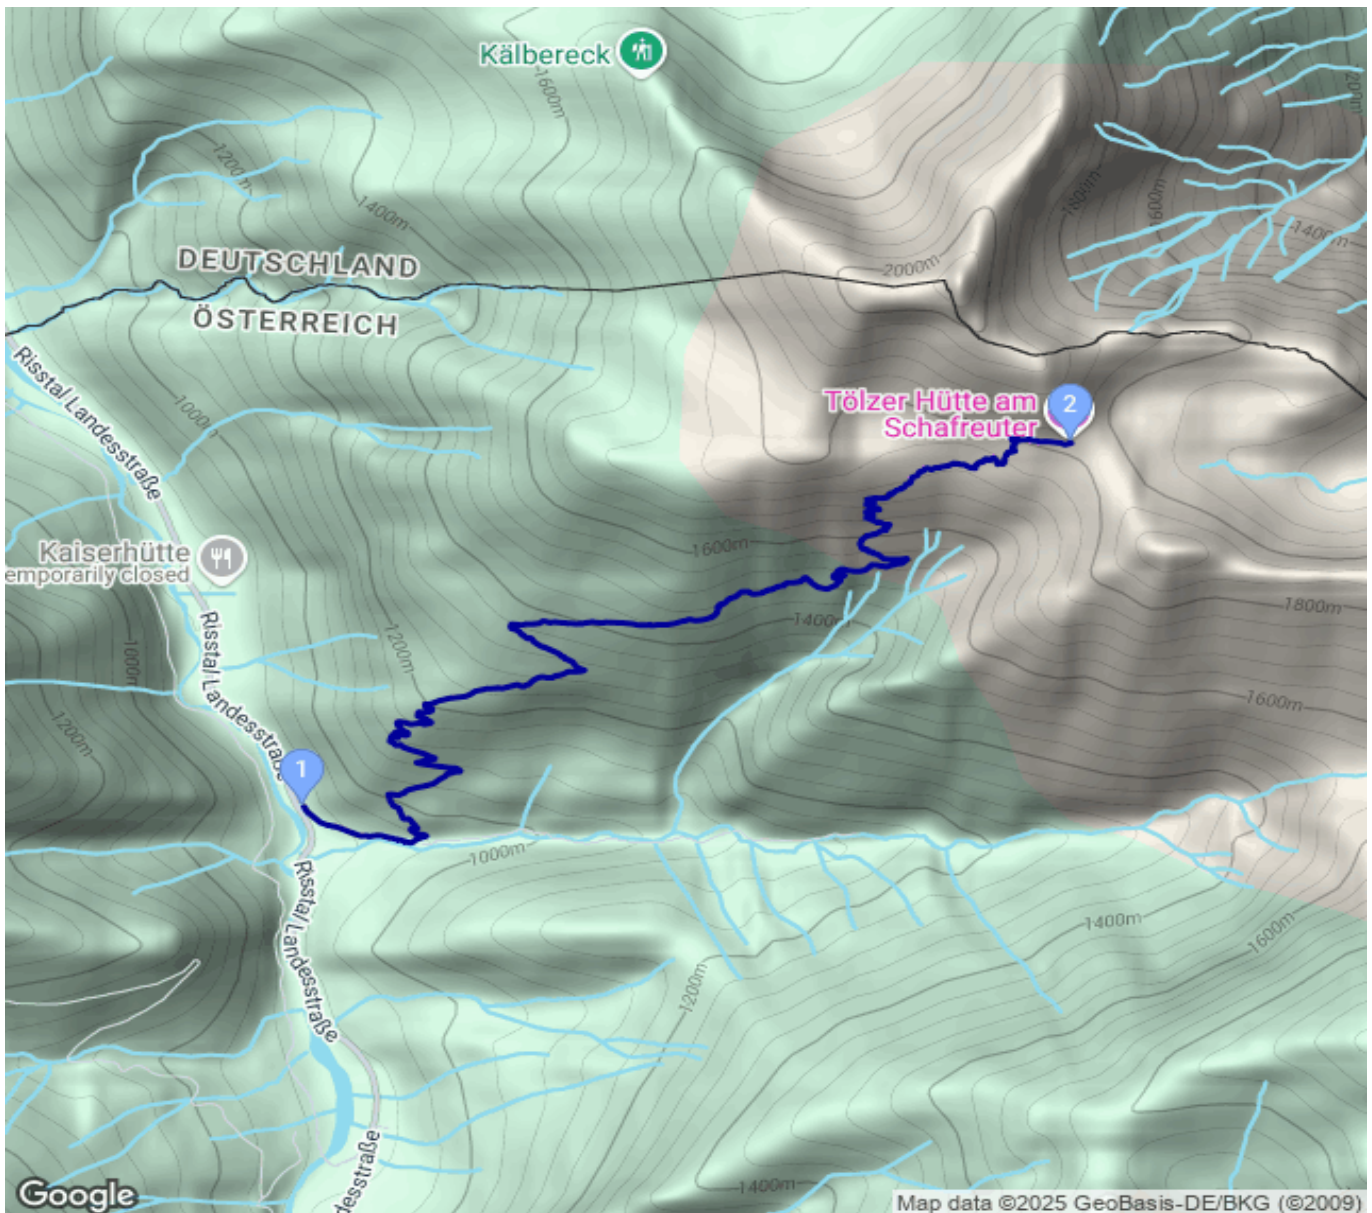 Kälbereck
1600m
1200m
1400m
1800m
1600m
1200m
1400m
DEUTSCHLAND
2000m
ÖSTERREICH
Risstal Landesstraße
1000m
Tölzer Hütte am
Schafreuter
2
Kaiserhütte
emporarily closed
1600m
Risstal Landesstraße
1200m
1400m
1800m
1000m
1200m
1600m
1
1000m
Risstal Landesstraße
1400m
1600m
1200m
desstraße
1400m
Google
Map data ©2025 GeoBasis-DE/BKG (©2009)